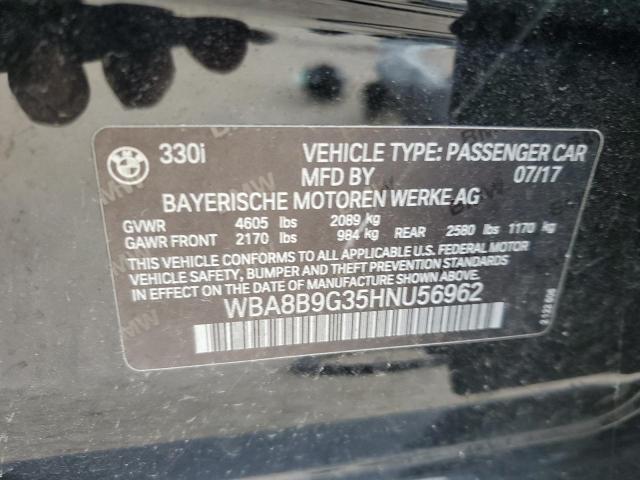 BMW
330i VEHICLE TYPE: PASSENGER CAR
MFD BY 07/17
BAYERISCHE MOTOREN WERKE AG
GVWR 4605 lbs 2089 kg
GAWR FRONT 2170 lbs 984 kg REAR 2580 lbs 1170 kg
THIS VEHICLE CONFORMS TO ALL APPLICABLE U.S. FEDERAL MOTOR
VEHICLE SAFETY, BUMPER AND THEFT PREVENTION STANDARDS
IN EFFECT ON THE DATE OF MANUFACTURE SHOWN ABOVE.
WBA8B9G35HNU56962